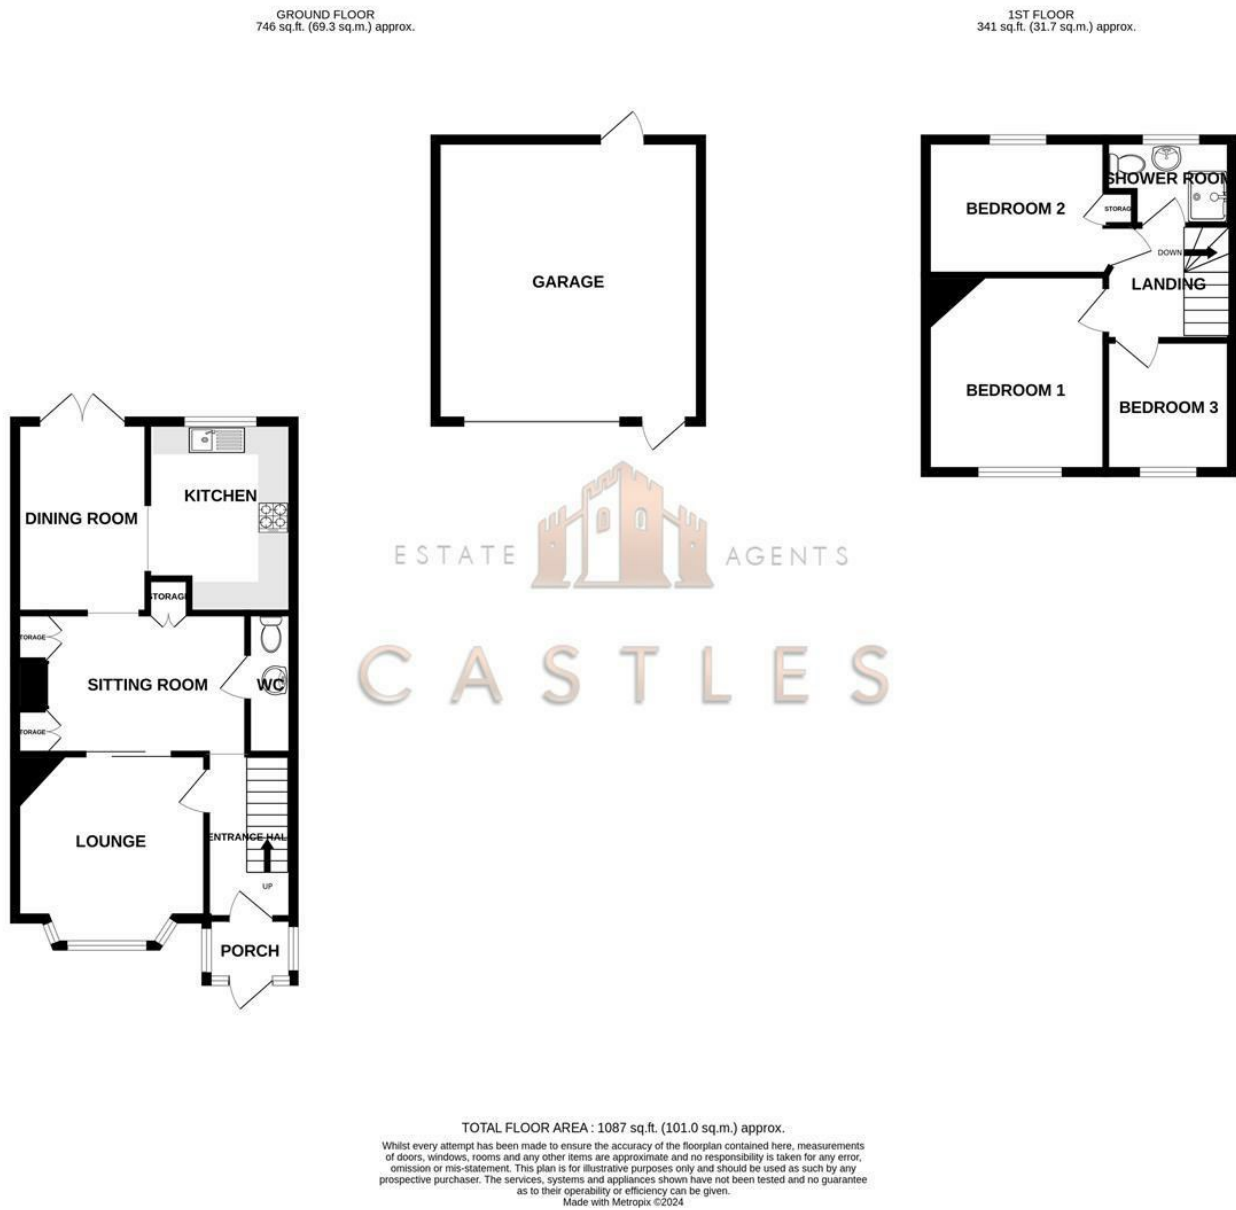 GROUND FLOOR
746 sq.ft. (69.3 sq.m.) approx.
1ST FLOOR
341 sq.ft. (31.7 sq.m.) approx.
GARAGE
BEDROOM 2
SHOWER ROOM
STORAGE
DOWN
LANDING
BEDROOM 1
BEDROOM 3
KITCHEN
DINING ROOM
STORAGE
TORAGE
SITTING ROOM
WC
TORAGE
LOUNGE
ENTRANCE HALL
UP
PORCH
ESTATE AGENTS
CASTLES
TOTAL FLOOR AREA : 1087 sq.ft. (101.0 sq.m.) approx.
Whilst every attempt has been made to ensure the accuracy of the floorplan contained here, measurements
of doors, windows, rooms and any other items are approximate and no responsibility is taken for any error,
omission or mis-statement. This plan is for illustrative purposes only and should be used as such by any
prospective purchaser. The services, systems and appliances shown have not been tested and no guarantee
as to their operability or efficiency can be given.
Made with Metropix ©2024